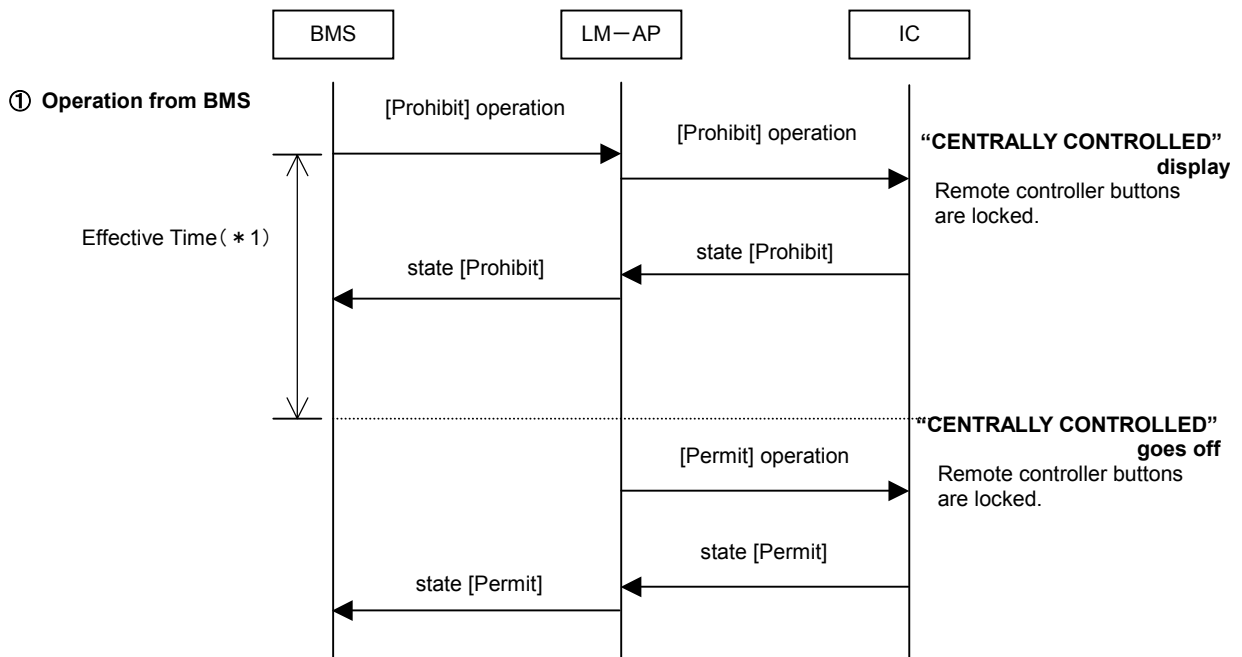 BMS
LM－AP
IC
① Operation from BMS
[Prohibit] operation
[Prohibit] operation
“CENTRALLY CONTROLLED”
display
Remote controller buttons
are locked.
Effective Time(＊1)
state [Prohibit]
state [Prohibit]
“CENTRALLY CONTROLLED”
goes off
[Permit] operation
Remote controller buttons
are locked.
state [Permit]
state [Permit]